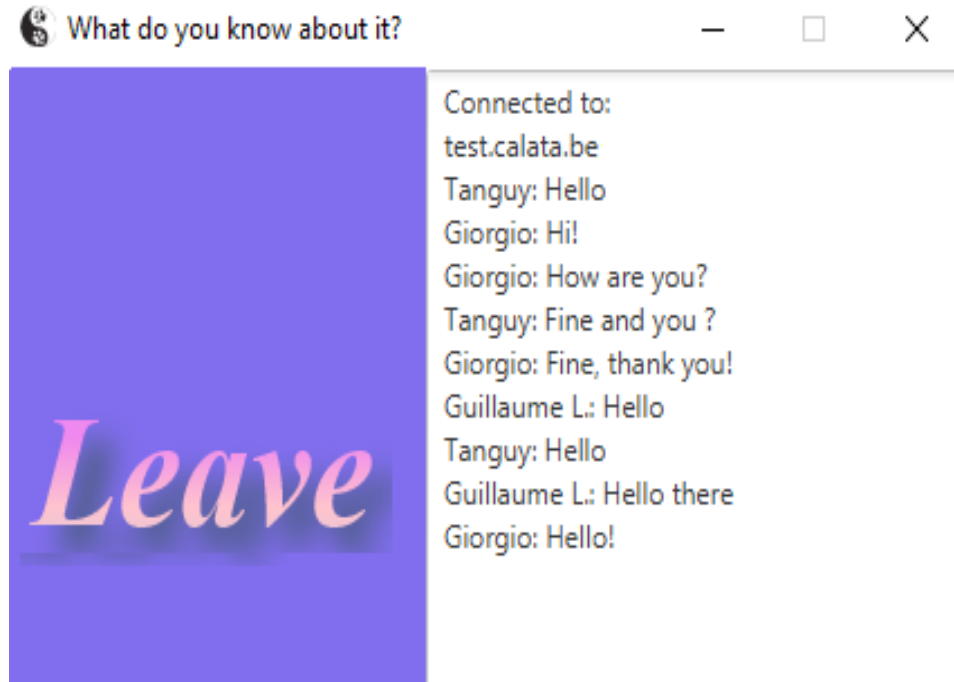 What do you know about it?
Connected to:
test.calata.be
Tanguy: Hello
Giorgio: Hi!
Giorgio: How are you?
Tanguy: Fine and you ?
Giorgio: Fine, thank you!
Guillaume L.: Hello
Tanguy: Hello
Guillaume L.: Hello there
Giorgio: Hello!
Leave